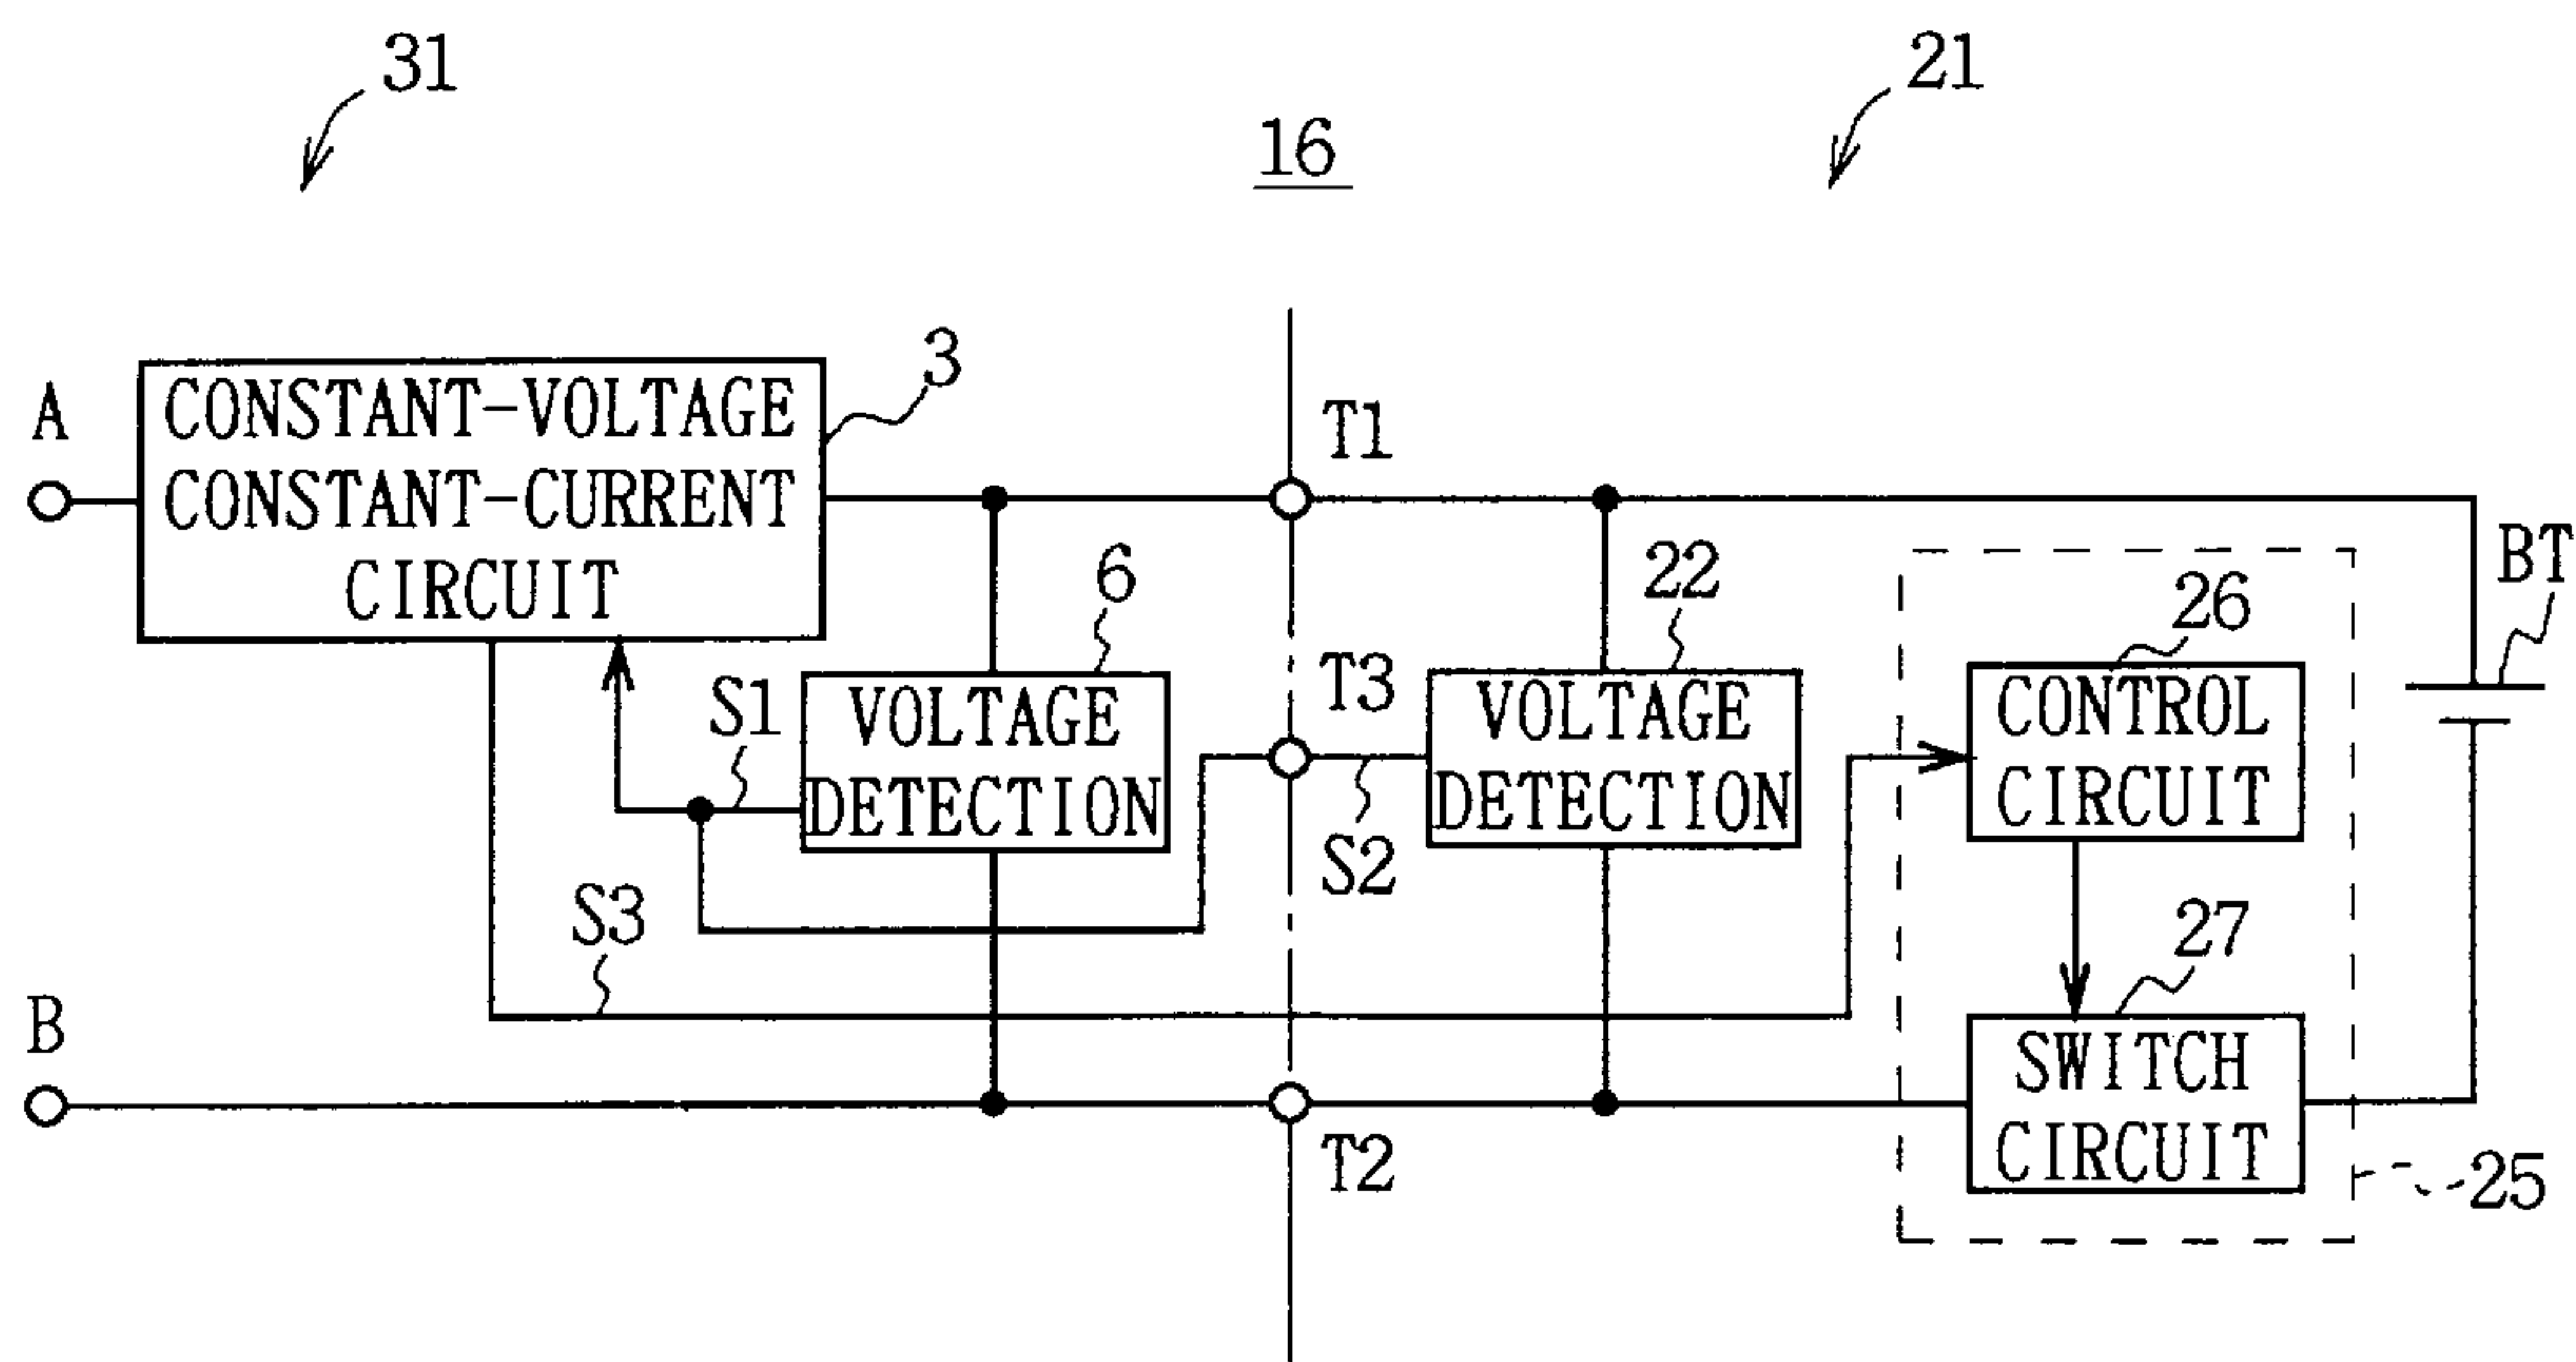 31
21
16
A
CONSTANT-VOLTAGE
CONSTANT-CURRENT
CIRCUIT
3
T1
BT
6
22
26
T3
S1
VOLTAGE
DETECTION
VOLTAGE
DETECTION
CONTROL
CIRCUIT
S2
S3
27
B
SWITCH
CIRCUIT
T2
25